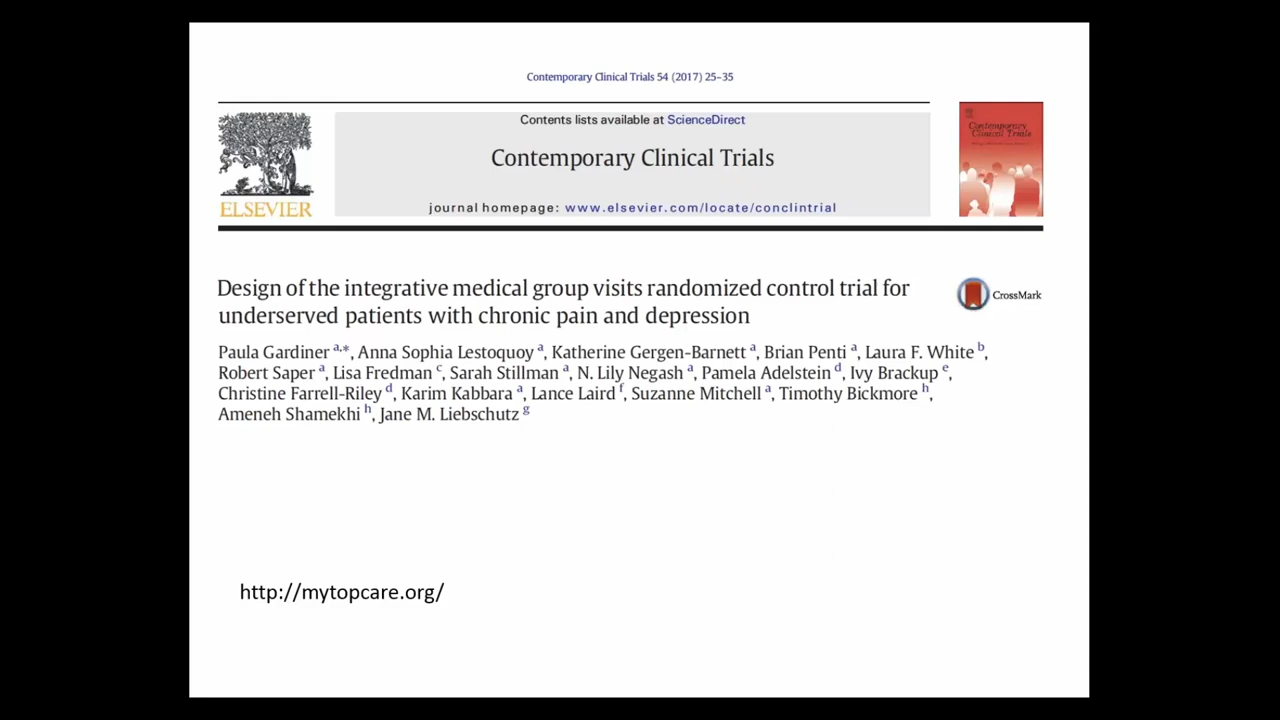 Contemporary Clinical Trials 54 (2017) 25–35
Contents lists available at ScienceDirect
Contemporary Clinical Trials
journal homepage: www.elsevier.com/locate/conclintrial
ELSEVIER
Contemporary
Clinical Trials
Design of the integrative medical group visits randomized control trial for
underserved patients with chronic pain and depression
CrossMark
Paula Gardiner a,*, Anna Sophia Lestoquoy a, Katherine Gergen-Barnett a, Brian Penti a, Laura F. White b,
Robert Saper a, Lisa Fredman c, Sarah Stillman a, N. Lily Negash a, Pamela Adelstein d, Ivy Brackup e,
Christine Farrell-Riley d, Karim Kabbara a, Lance Laird f, Suzanne Mitchell a, Timothy Bickmore h,
Ameneh Shamekhi h, Jane M. Liebschutz g
http://mytopcare.org/